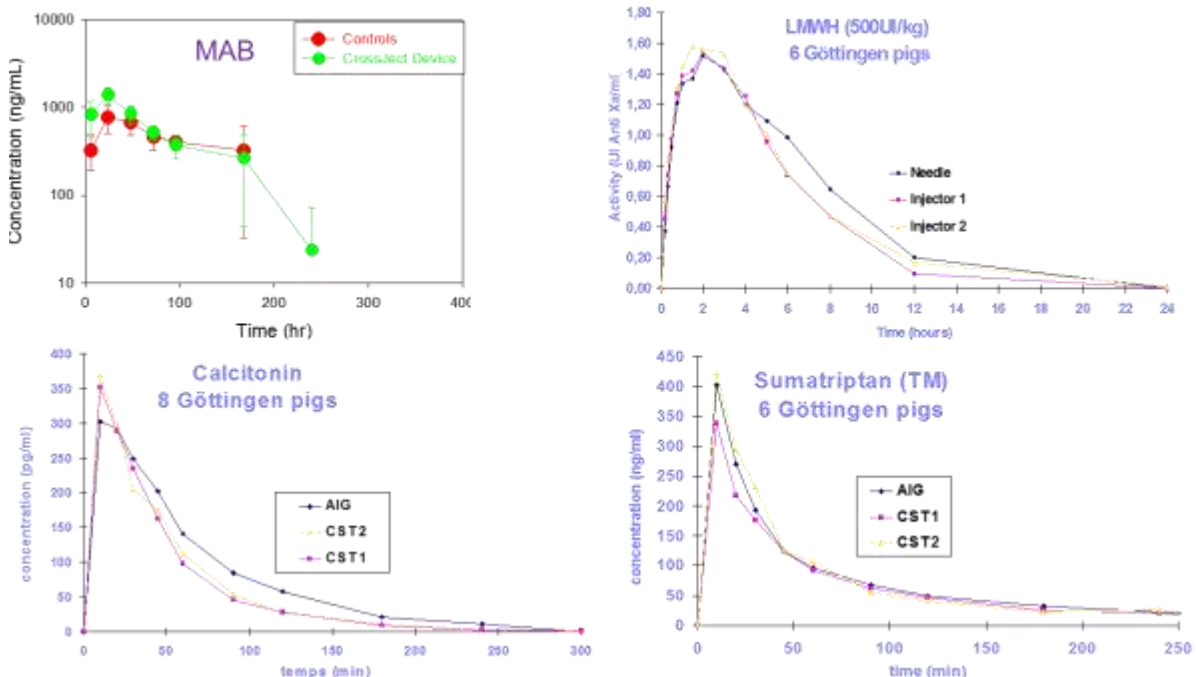 MAB
Controls
CrossJect Device
Concentration (ng/mL)
10000
1000
100
10
0
100
200
300
40
Time (hr)
LMWH (500UI/kg)
6 Göttingen pigs
Activity (UI Anti Xa/ml
1,80
1,60
1,40
1,20
1,00
0,80
0,60
0,40
0,20
0,00
Needle
Injector 1
Injector 2
0
2
4
6
8
10
12
14
16
18
20
22
24
Time (hours)
Calcitonin
8 Göttingen pigs
concentration (pg/ml)
400
350
300
250
200
150
100
50
0
AIG
CST2
CST1
0
50
100
150
200
250
300
temps (min)
Sumatriptan (TM)
6 Göttingen pigs
concentration (ng/ml)
450
400
350
300
250
200
150
100
50
0
AIG
CST1
CST2
0
50
100
150
200
250
time (min)